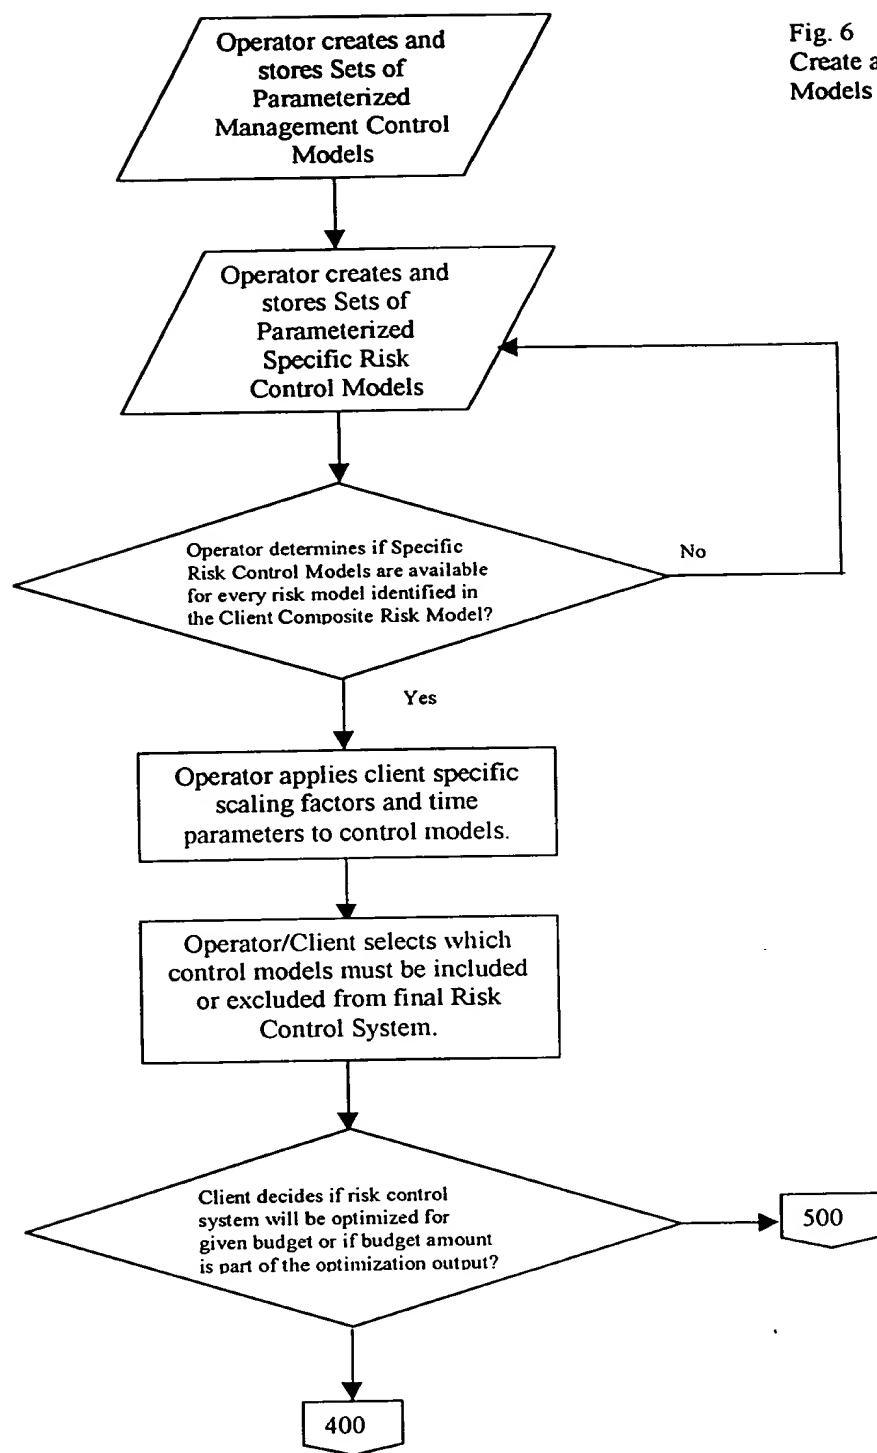 Fig. 6
Create a
Models
Operator creates and
stores Sets of
Parameterized
Management Control
Models
Operator creates and
stores Sets of
Parameterized
Specific Risk
Control Models
Operator determines if Specific
Risk Control Models are available
for every risk model identified in
the Client Composite Risk Model?
No
Yes
Operator applies client specific
scaling factors and time
parameters to control models.
Operator/Client selects which
control models must be included
or excluded from final Risk
Control System.
Client decides if risk control
system will be optimized for
given budget or if budget amount
is part of the optimization output?
500
400